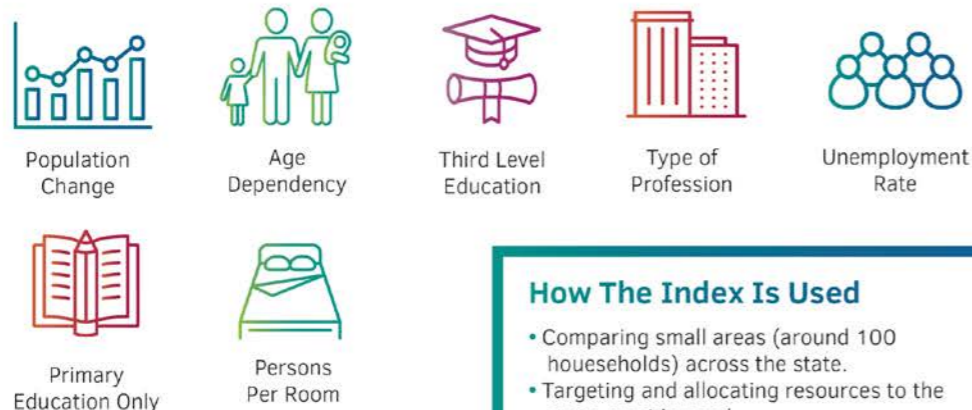 Population
Change
Age
Dependency
Third Level
Education
Type of
Profession
Unemployment
Rate
Primary
Education Only
Persons
Per Room
How The Index Is Used
• Comparing small areas (around 100
households) across the state.
• Targeting and allocating resources to the